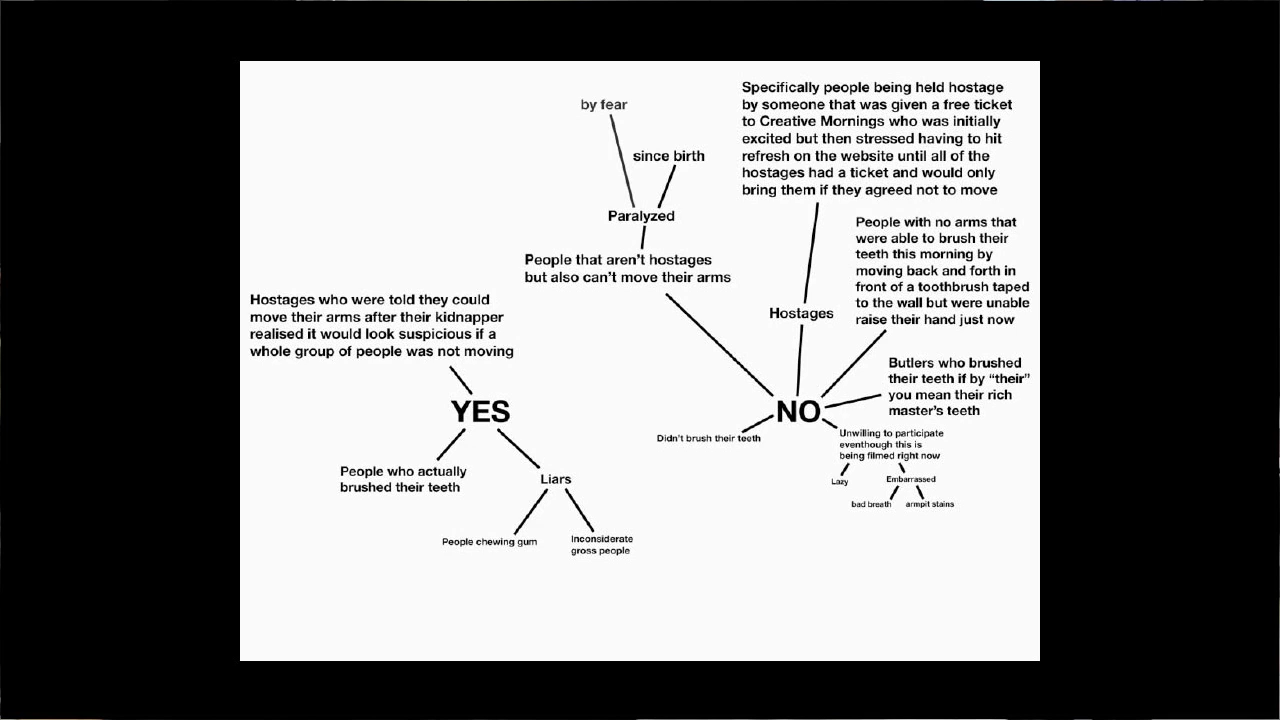 by fear
since birth
Paralyzed
People that aren't hostages
but also can't move their arms
Specifically people being held hostage
by someone that was given a free ticket
to Creative Mornings who was initially
excited but then stressed having to hit
refresh on the website until all of the
hostages had a ticket and would only
bring them if they agreed not to move
Hostages
People with no arms that
were able to brush their
teeth this morning by
moving back and forth in
front of a toothbrush taped
to the wall but were unable
raise their hand just now
Hostages who were told they could
move their arms after their kidnapper
realised it would look suspicious if a
whole group of people was not moving
YES
People who actually
brushed their teeth
Liars
People chewing gum
Inconsiderate
gross people
NO
Butlers who brushed
their teeth if by “their”
you mean their rich
master's teeth
Didn't brush their teeth
Unwilling to participate
eventhough this is
being filmed right now
Lazy
Embarrassed
bad breath
armpit stains